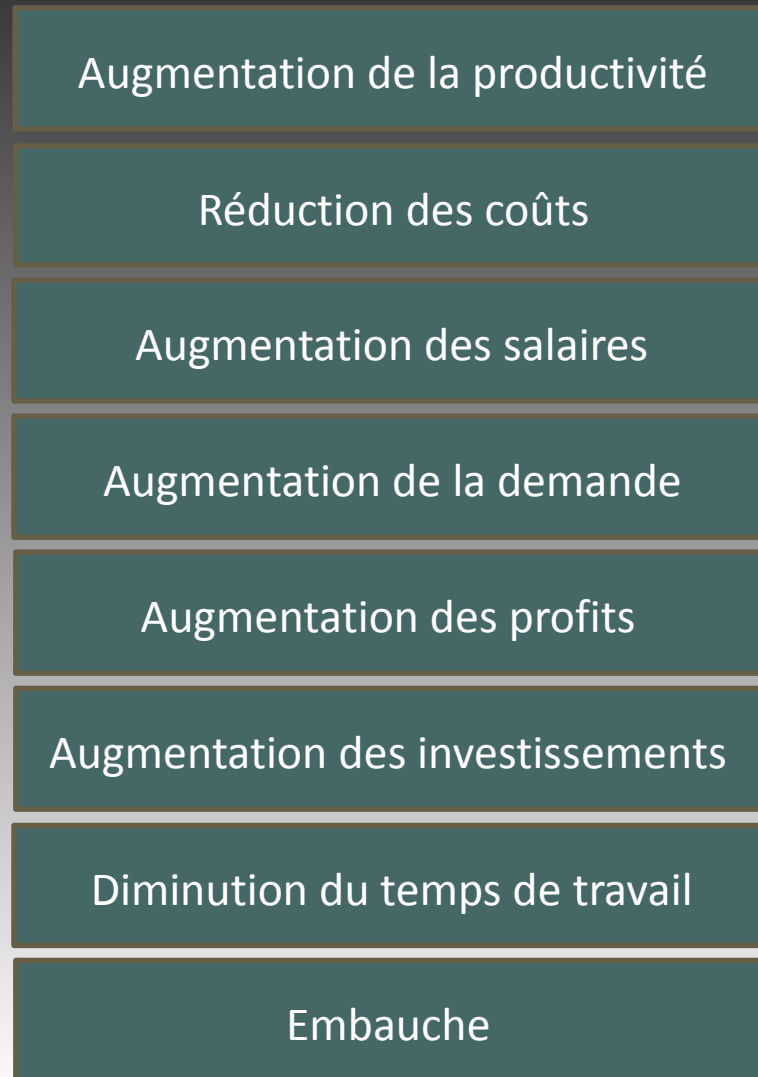 Augmentation de la productivité
Réduction des coûts
Augmentation des salaires
Augmentation de la demande
Augmentation des profits
Augmentation des investissements
Diminution du temps de travail
Embauche